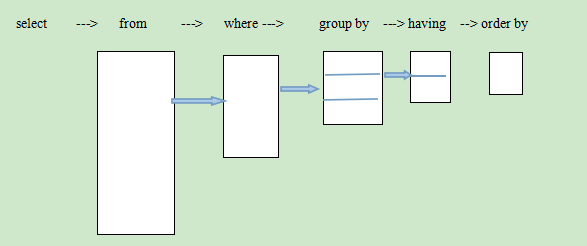 select ---> from ---> where ---> group by ---> having --> order by